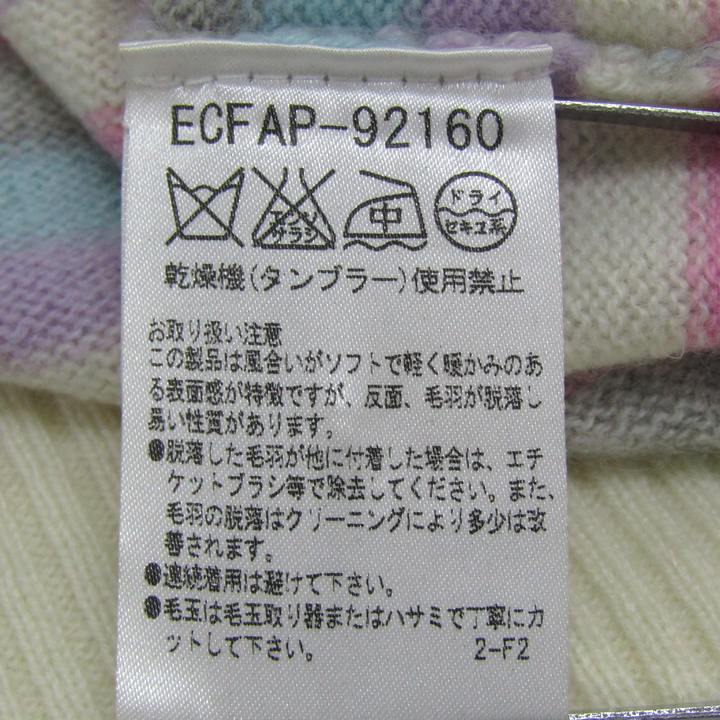 ECFAP-92160
エンソ
サラシ
中
ドライ
セキユ系
乾燥機(タンブラー)使用禁止
お取り扱い注意
この製品は風合いがソフトで軽く暖かみのあ
る表面感が特徴ですが、反面、毛羽が脱落し
易い性質があります。
●脱落した毛羽が他に付着した場合は、エチ
ケットブラシ等で除去してください。また、
毛羽の脱落はクリーニングにより多少は改
善されます。
●連続着用は避けて下さい。
●毛玉は毛玉取り器またはハサミで丁寧にカ
ットして下さい。
2-F2